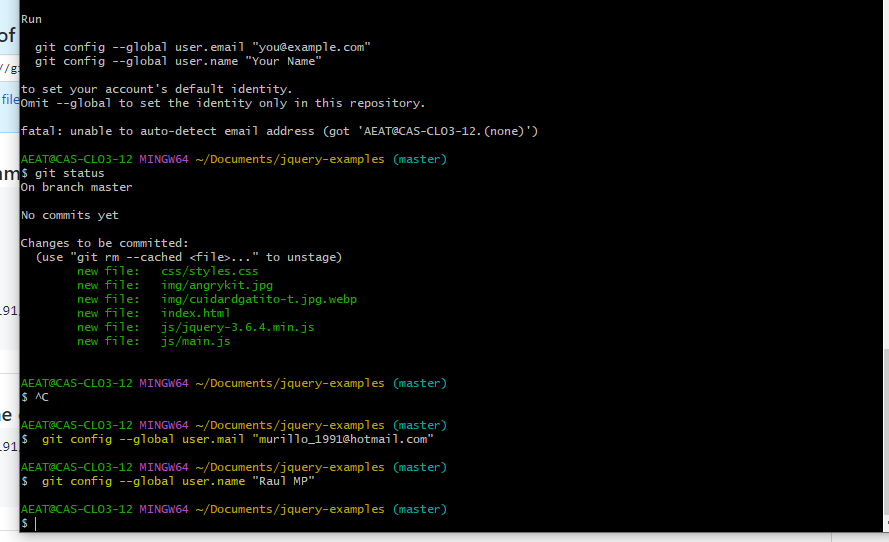 of
//g
file
am
191
e
191
Run
git config --global user.email "you@example.com"
git config --global user.name "Your Name"
to set your account's default identity.
Omit --global to set the identity only in this repository.
fatal: unable to auto-detect email address (got 'AEAT@CAS-CLO3-12.(none)')
AEAT@CAS-CLO3-12 MINGW64 ~/Documents/jquery-examples (master)
$ git status
On branch master
No commits yet
Changes to be committed:
(use "git rm --cached <file>..." to unstage)
new file:   css/styles.css
new file:   img/angrykit.jpg
new file:   img/cuidardgatito-t.jpg.webp
new file:   index.html
new file:   js/jquery-3.6.4.min.js
new file:   js/main.js
AEAT@CAS-CLO3-12 MINGW64 ~/Documents/jquery-examples (master)
$ ^C
AEAT@CAS-CLO3-12 MINGW64 ~/Documents/jquery-examples (master)
$  git config --global user.mail "murillo_1991@hotmail.com"
AEAT@CAS-CLO3-12 MINGW64 ~/Documents/jquery-examples (master)
$  git config --global user.name "Raul MP"
AEAT@CAS-CLO3-12 MINGW64 ~/Documents/jquery-examples (master)
$